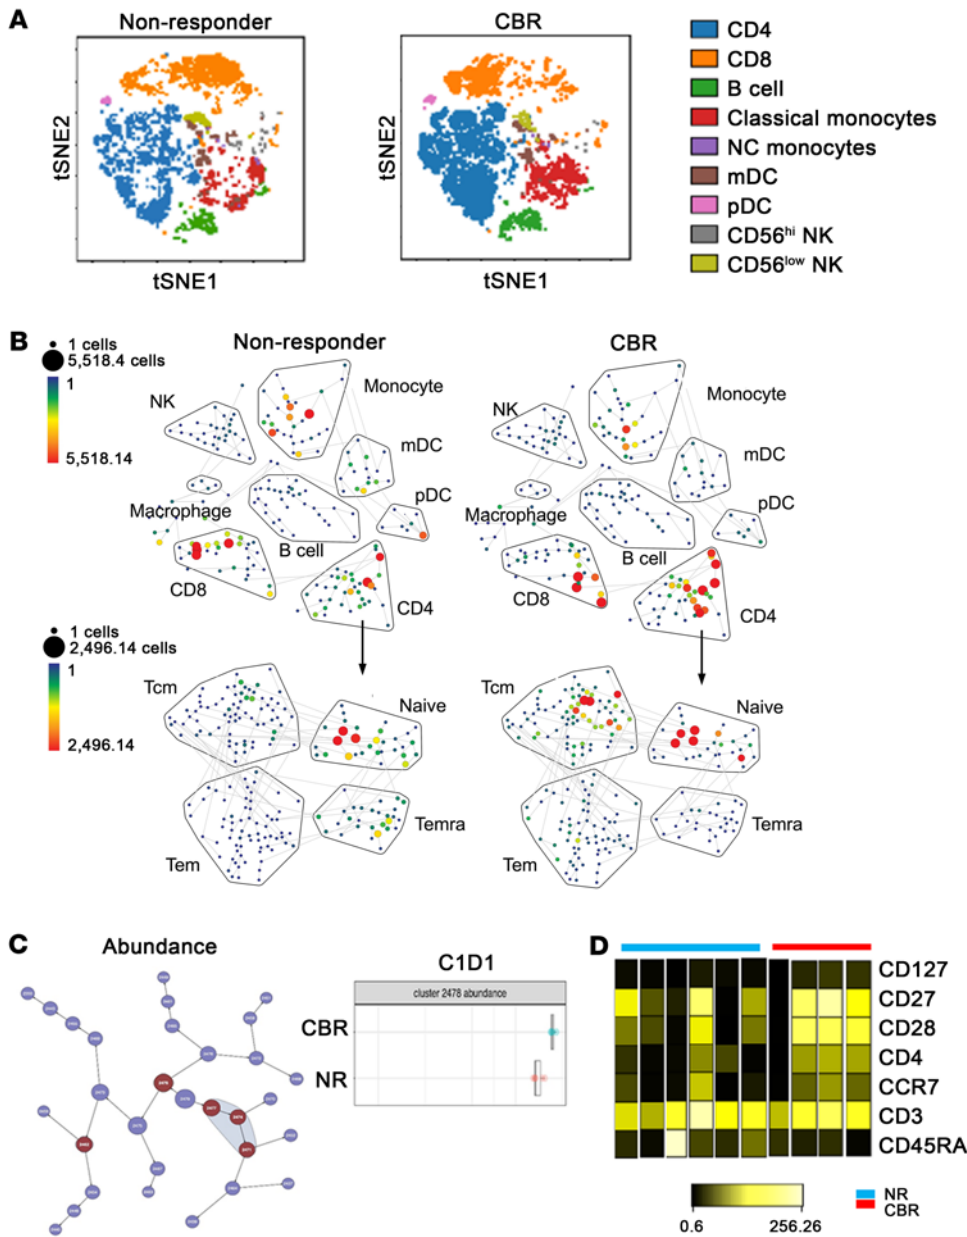 A
Non-responder
CBR
tSNE2
tSNE1
tSNE2
tSNE1
CD4
CD8
B cell
Classical monocytes
NC monocytes
mDC
pDC
CD56hi NK
CD56low NK
B
1 cells
5,518.4 cells
1
5,518.14
Non-responder
NK
Monocyte
mDC
pDC
Macrophage
B cell
CD8
CD4
CBR
NK
Monocyte
mDC
pDC
Macrophage
B cell
CD8
CD4
1 cells
2,496.14 cells
1
2,496.14
Tcm
Naive
Tem
Temra
Tcm
Naive
Tem
Temra
C
Abundance
C1D1
cluster 2478 abundance
CBR
NR
D
CD127
CD27
CD28
CD4
CCR7
CD3
CD45RA
0.6
256.26
NR
CBR